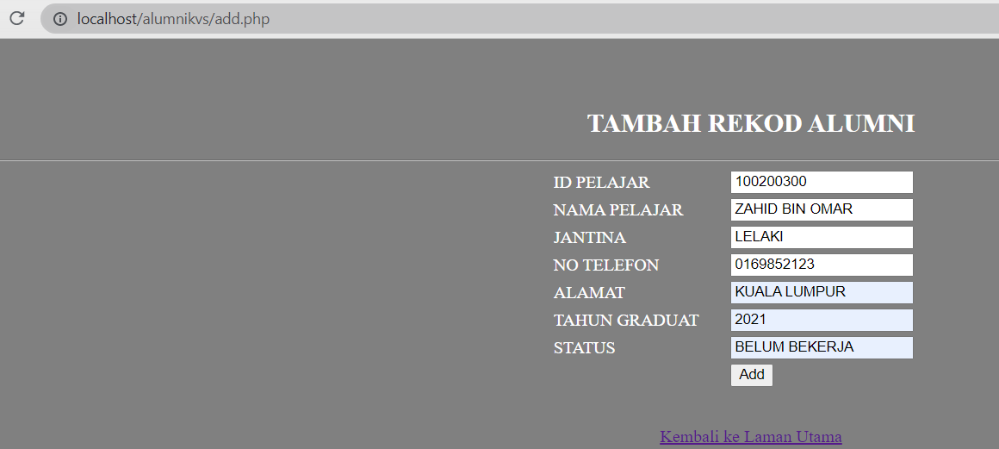 localhost/alumnikvs/add.php
TAMBAH REKOD ALUMNI
ID PELAJAR 100200300
NAMA PELAJAR ZAHID BIN OMAR
JANTINA LELAKI
NO TELEFON 0169852123
ALAMAT KUALA LUMPUR
TAHUN GRADUAT 2021
STATUS BELUM BEKERJA
Add
Kembali ke Laman Utama